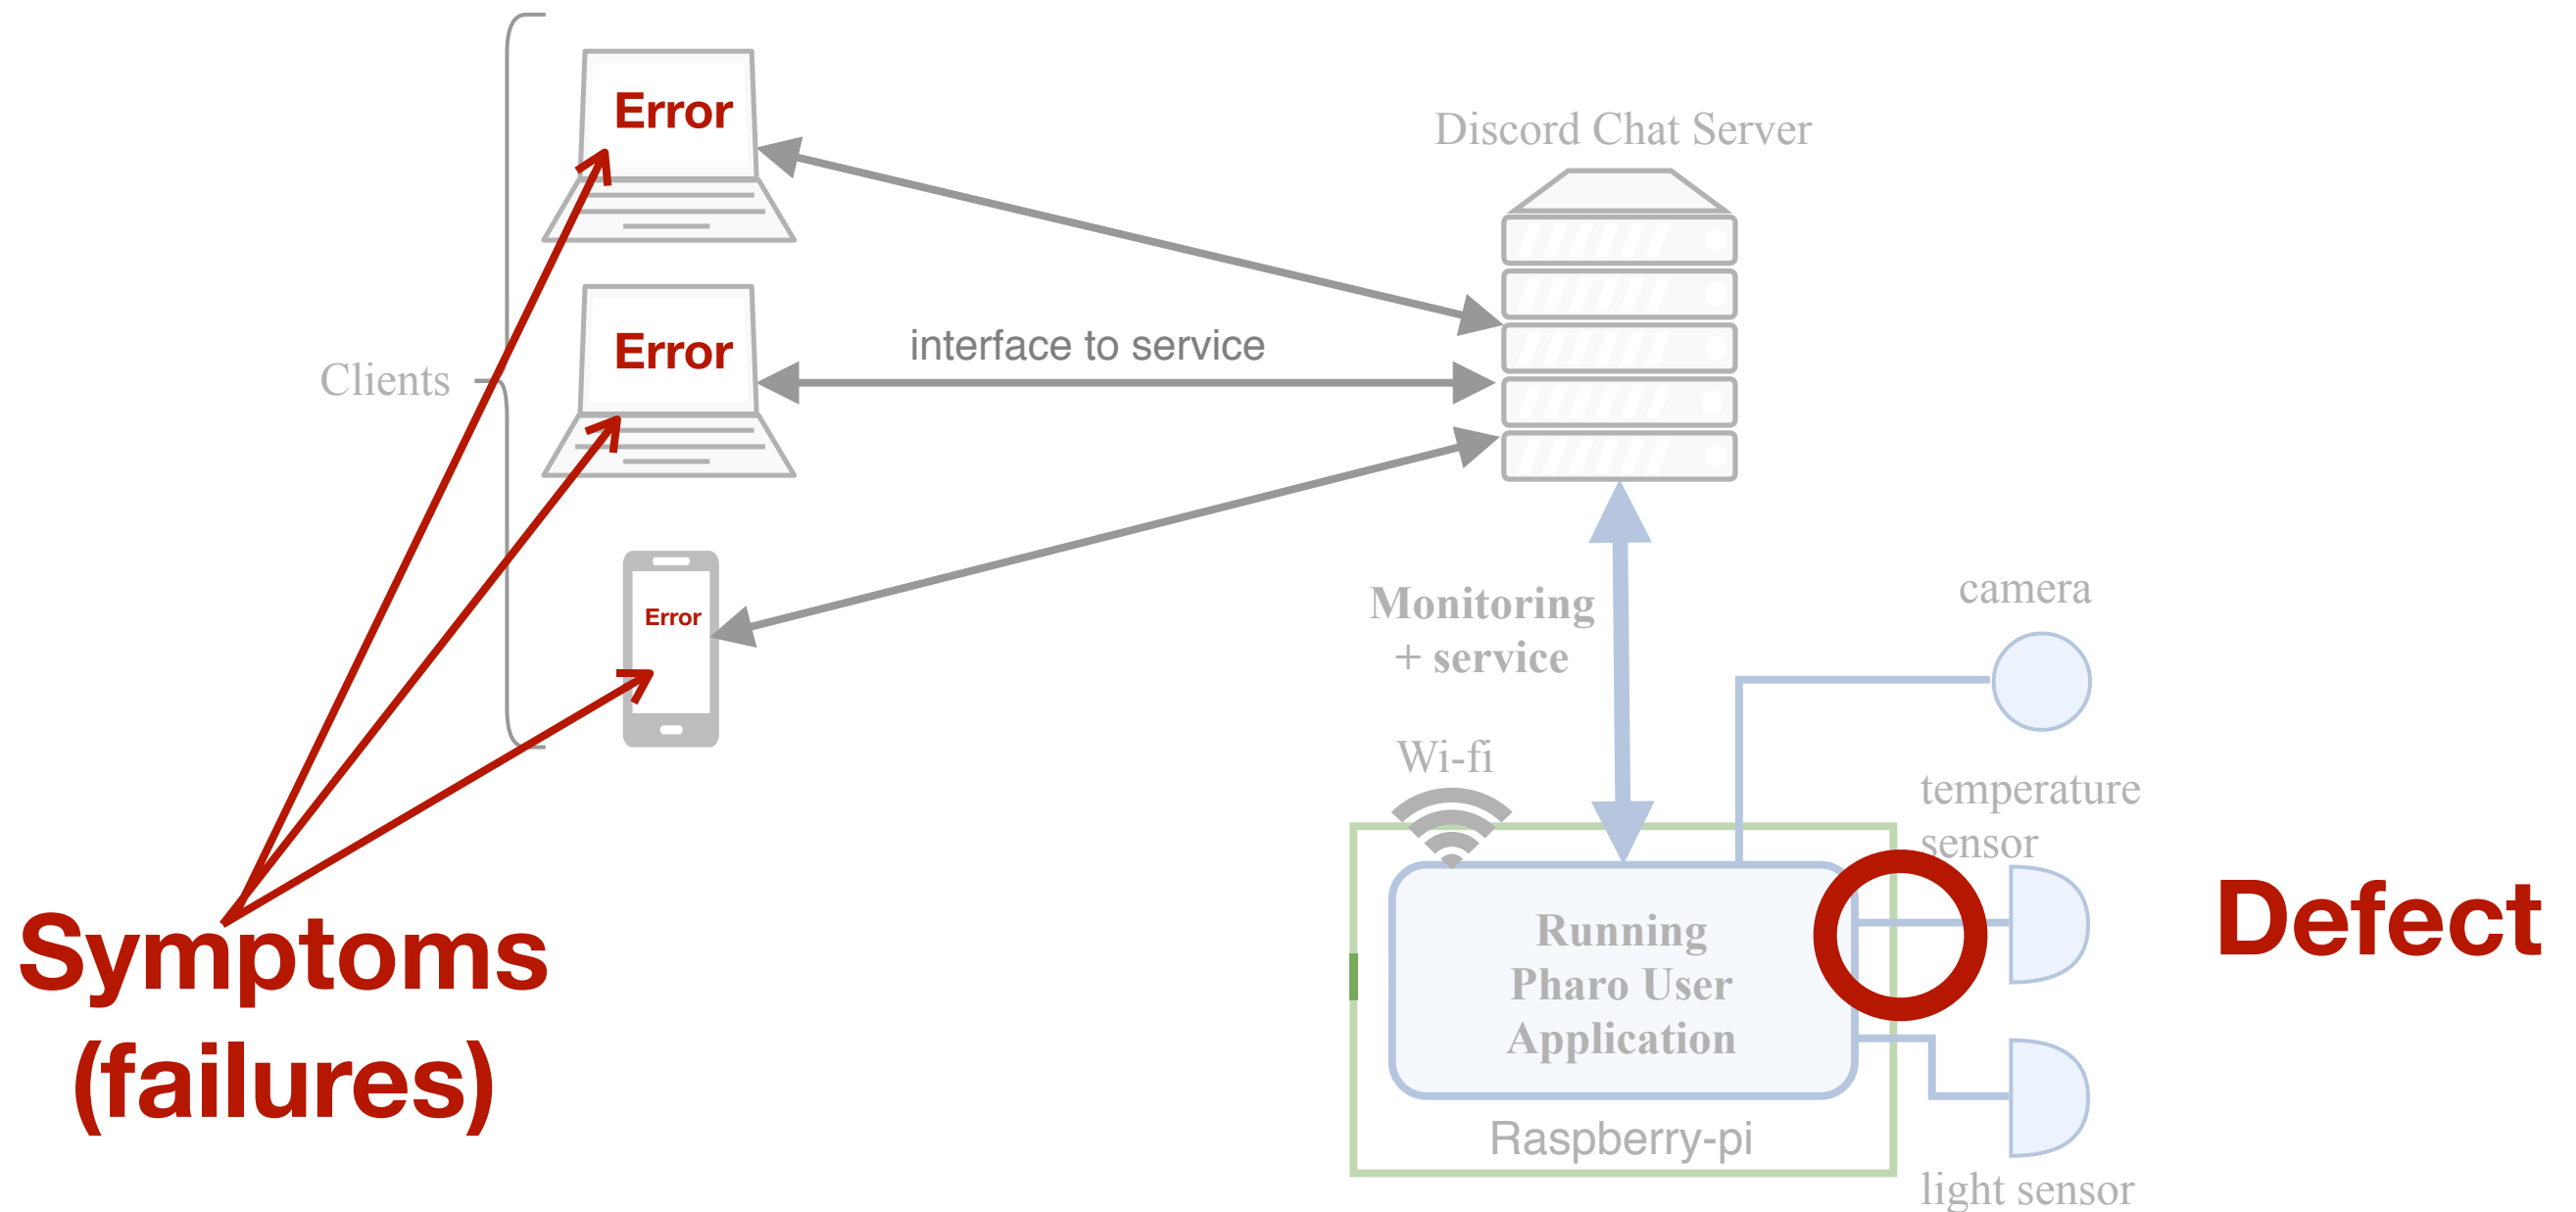 Error
Discord Chat Server
Error
interface to service
Clients
Error
Monitoring
+ service
camera
Wi-fi
temperature
sensor
Symptoms
(failures)
Running
Pharo User
Application
Defect
Raspberry-pi
light sensor